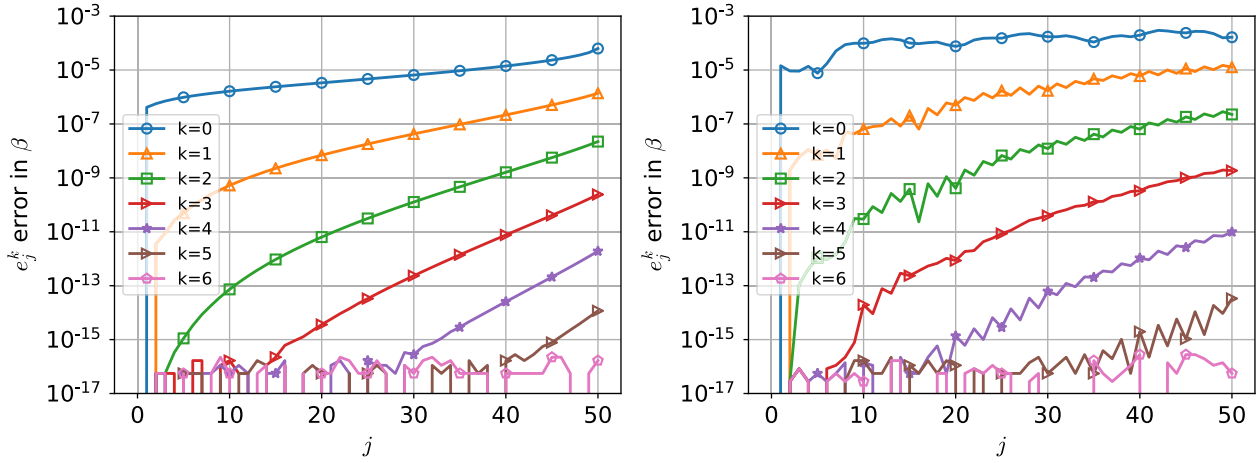 10⁻³
10⁻⁵
10⁻⁷
10⁻⁹
10⁻¹¹
10⁻¹³
10⁻¹⁵
10⁻¹⁷
e_j^k error in β
k=0
k=1
k=2
k=3
k=4
k=5
k=6
0 10 20 30 40 50
j
10⁻³
10⁻⁵
10⁻⁷
10⁻⁹
10⁻¹¹
10⁻¹³
10⁻¹⁵
10⁻¹⁷
e_j^k error in β
k=0
k=1
k=2
k=3
k=4
k=5
k=6
0 10 20 30 40 50
j